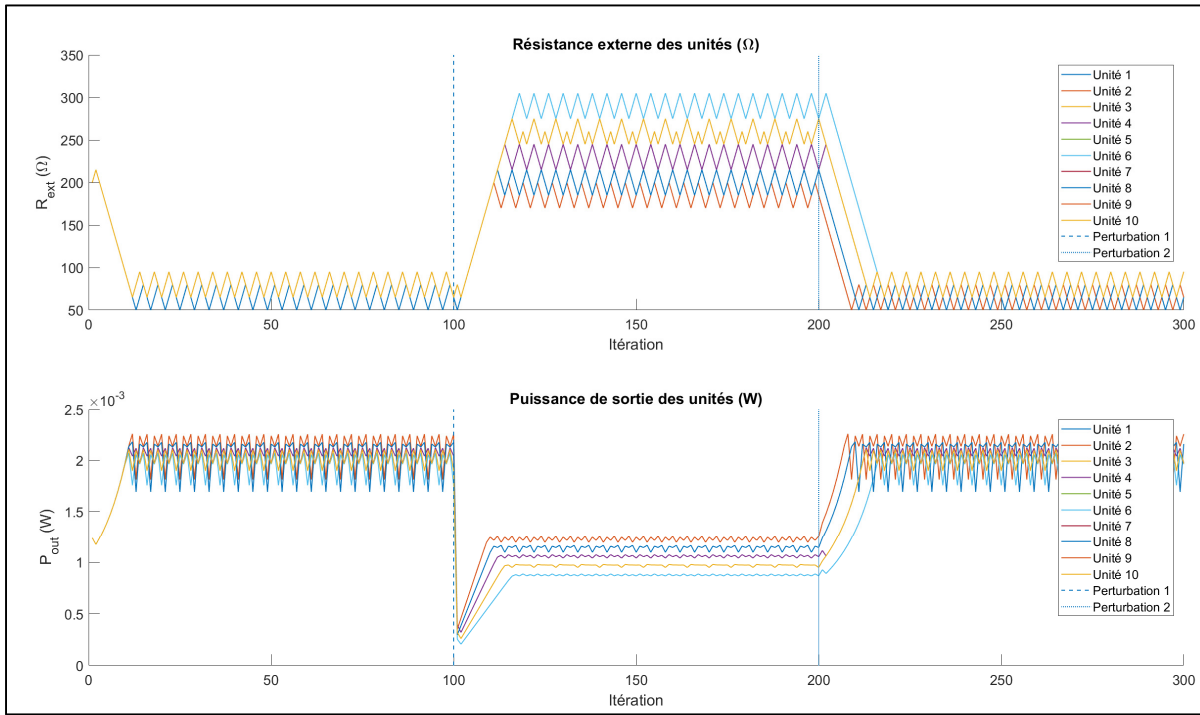 Résistance externe des unités (Ω)
350
300
250
200
150
100
50
R_ext (Ω)
0
50
100
150
200
250
300
Itération
Unité 1
Unité 2
Unité 3
Unité 4
Unité 5
Unité 6
Unité 7
Unité 8
Unité 9
Unité 10
Perturbation 1
Perturbation 2
Puissance de sortie des unités (W)
×10⁻³
2.5
2
1.5
1
0.5
0
P_out (W)
0
50
100
150
200
250
300
Itération
Unité 1
Unité 2
Unité 3
Unité 4
Unité 5
Unité 6
Unité 7
Unité 8
Unité 9
Unité 10
Perturbation 1
Perturbation 2